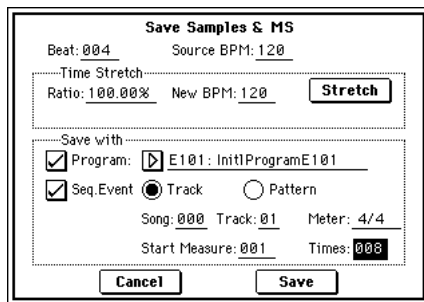 Save Samples & MS
Beat: 004 Source BPM: 120
Time Stretch
Ratio: 100.00% New BPM: 120 Stretch
Save with
Program: E101: InitlProgramE101
Seq.Event Track Pattern
Song: 000 Track: 01 Meter: 4/4
Start Measure: 001 Times: 008
Cancel Save